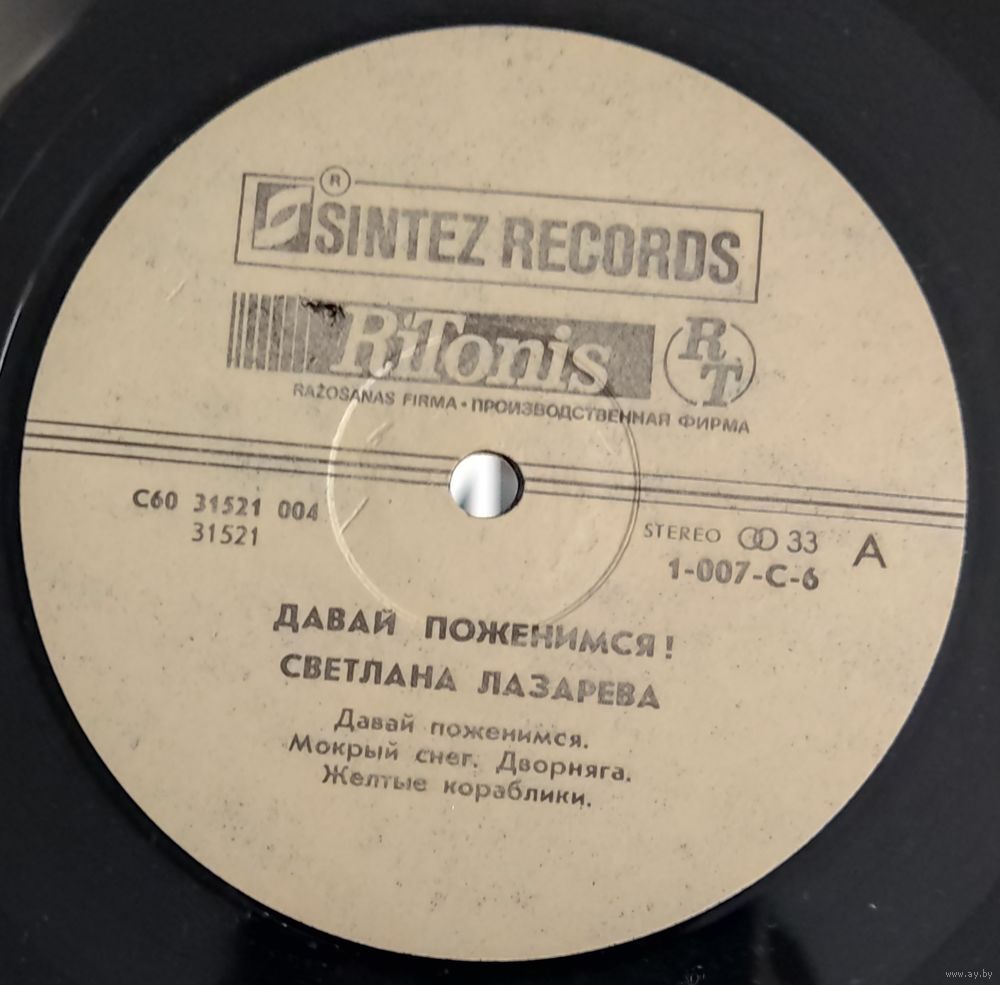 ®
SINTEZ RECORDS
RiTonis RT
RAŽOŠANAS FIRMA • ПРОИЗВОДСТВЕННАЯ ФИРМА
С60 31521 004
31521
STEREO 33 A
1-007-С-6
ДАВАЙ ПОЖЕНИМСЯ!
СВЕТЛАНА ЛАЗАРЕВА
Давай поженимся.
Мокрый снег. Дворняга.
Желтые кораблики.
www.ay.by